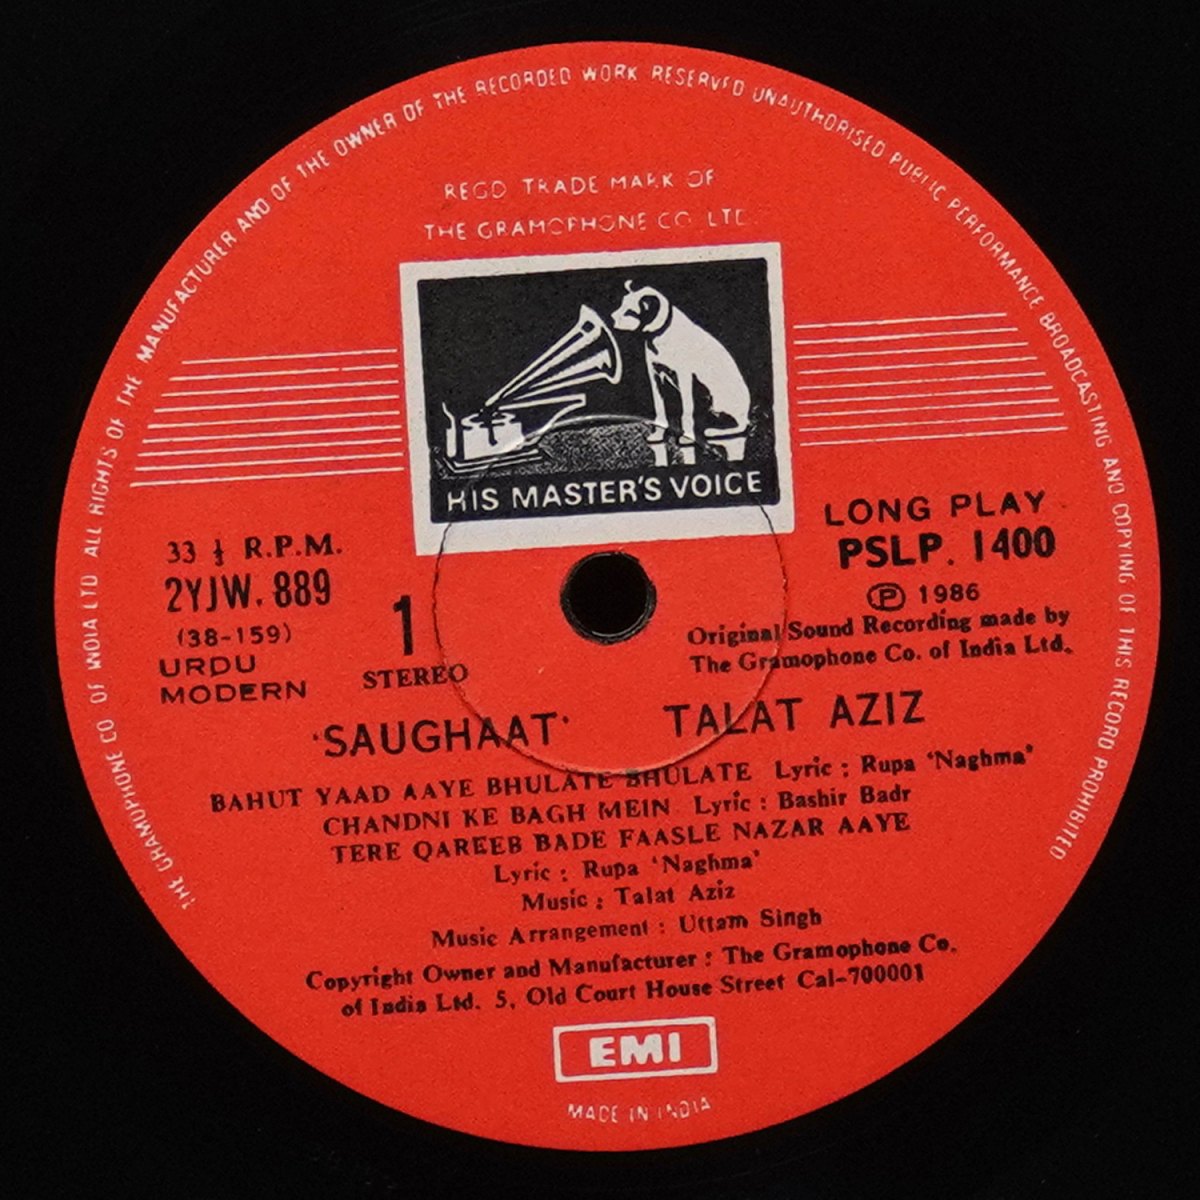 THE GRAMOPHONE CO OF INDIA LTD ALL RIGHTS OF THE MANUFACTURER AND OF THE OWNER OF THE RECORDED WORK RESERVED UNAUTHORISED PUBLIC PERFORMANCE BROADCASTING AND COPYING OF THIS RECORD PROHIBITED
REGD TRADE MARK OF
THE GRAMOPHONE CO LTD
HIS MASTER'S VOICE
LONG PLAY
33 ⅓ R.P.M.
PSLP. 1400
2YJW. 889
℗ 1986
(38-159)
1
Original Sound Recording made by
URDU
The Gramophone Co. of India Ltd.
MODERN
STEREO
'SAUGHAAT' TALAT AZIZ
BAHUT YAAD AAYE BHULATE BHULATE Lyric : Rupa 'Naghma'
CHANDNI KE BAGH MEIN Lyric : Bashir Badr
TERE QAREEB BADE FAASLE NAZAR AAYE
Lyric : Rupa 'Naghma'
Music : Talat Aziz
Music Arrangement : Uttam Singh
Copyright Owner and Manufacturer : The Gramophone Co.
of India Ltd. 5, Old Court House Street Cal-700001
EMI
MADE IN INDIA